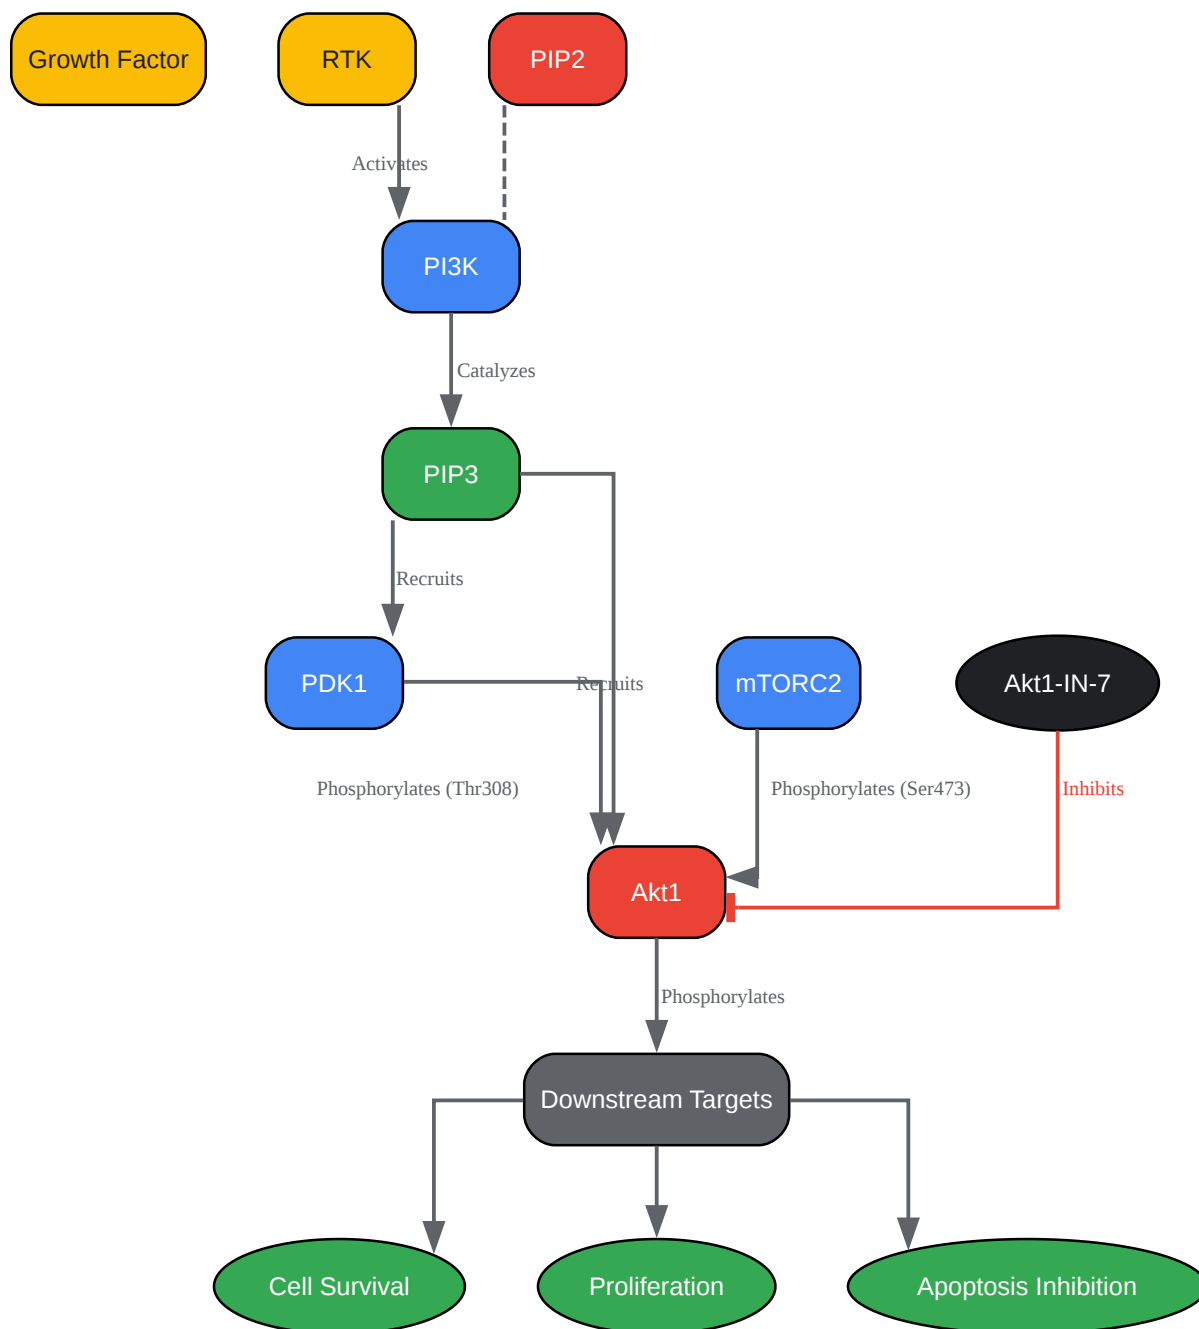 Growth Factor
RTK
PIP2
Activates
PI3K
Catalyzes
PIP3
Recruits
PDK1
Recruits
mTORC2
Akt1-IN-7
Phosphorylates (Thr308)
Phosphorylates (Ser473)
Inhibits
Akt1
Phosphorylates
Downstream Targets
Cell Survival
Proliferation
Apoptosis Inhibition